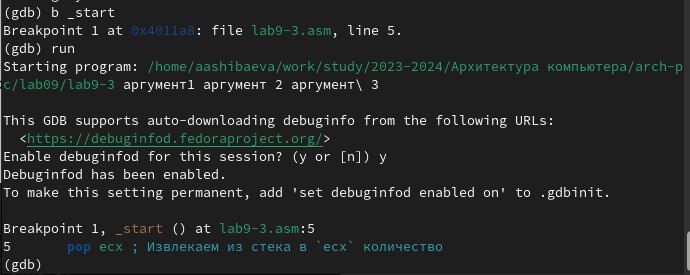 (gdb) b _start
Breakpoint 1 at 0x4011a8: file lab9-3.asm, line 5.
(gdb) run
Starting program: /home/aashibaeva/work/study/2023-2024/Архитектура компьютера/arch-p
c/lab09/lab9-3 аргумент1 аргумент 2 аргумент\ 3
This GDB supports auto-downloading debuginfo from the following URLs:
<https://debuginfod.fedoraproject.org/>
Enable debuginfod for this session? (y or [n]) y
Debuginfod has been enabled.
To make this setting permanent, add 'set debuginfod enabled on' to .gdbinit.
Breakpoint 1, _start () at lab9-3.asm:5
5 pop ecx ; Извлекаем из стека в `ecx` количество
(gdb)